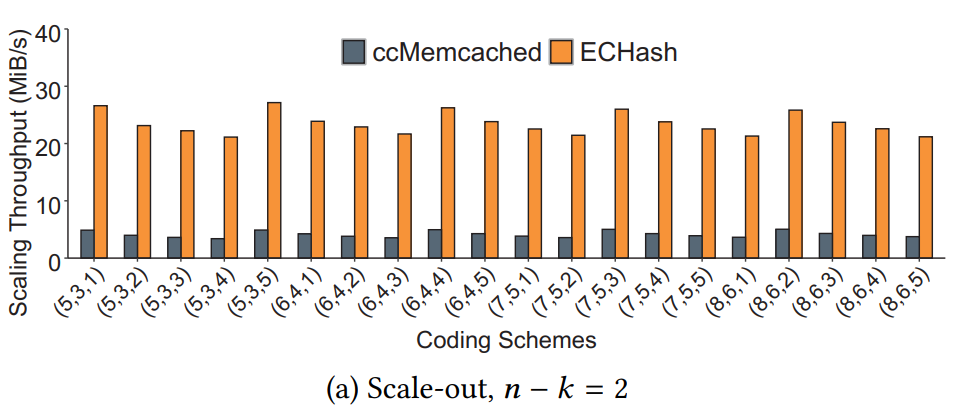 Scaling Throughput (MiB/s)
40
30
20
10
0
ccMemcached ECHash
(5,3,1) (5,3,2) (5,3,3) (5,3,4) (5,3,5) (6,4,1) (6,4,2) (6,4,3) (6,4,4) (6,4,5) (7,5,1) (7,5,2) (7,5,3) (7,5,4) (7,5,5) (8,6,1) (8,6,2) (8,6,3) (8,6,4) (8,6,5)
Coding Schemes
(a) Scale-out, n − k = 2